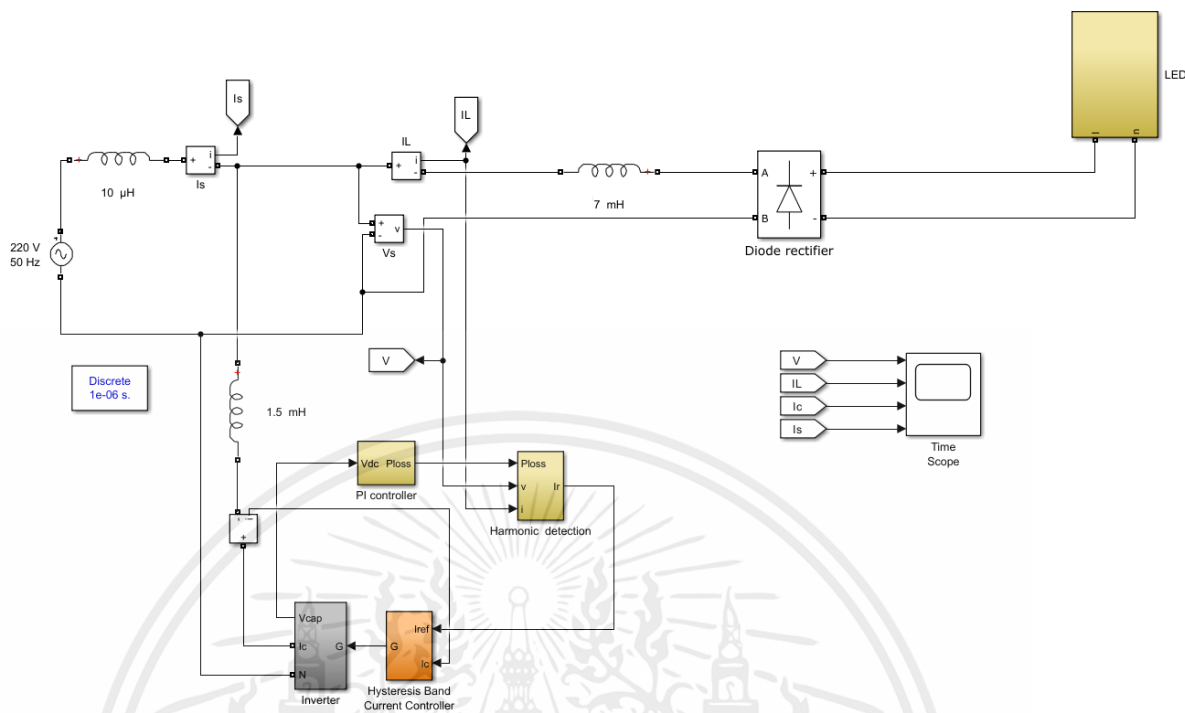 LED
Is
IL
IL
i
+
-
Is
10 µH
+
i
-
7 mH
A
+
B
-
Diode rectifier
+
-
v
Vs
220 V
50 Hz
V
Discrete
1e-06 s.
1.5 mH
V
IL
Ic
Is
Time
Scope
Vdc Ploss
PI controller
Ploss
v
Ir
i
Harmonic detection
+
Vcap
Ic
G
N
Inverter
Iref
G
Ic
Hysteresis Band
Current Controller